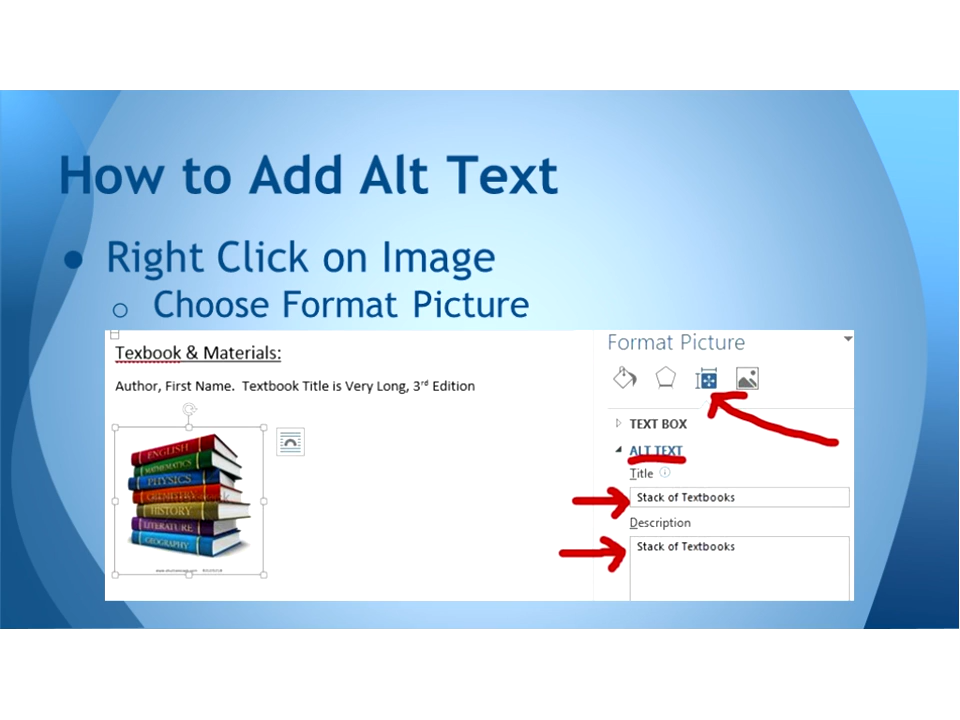 How to Add Alt Text
● Right Click on Image
○ Choose Format Picture
Texbook & Materials:
Author, First Name. Textbook Title is Very Long, 3rd Edition
ENGLISH
MATHEMATICS
PHYSICS
CHEMISTRY
HISTORY
LITERATURE
GEOGRAPHY
Format Picture
TEXT BOX
ALT TEXT
Title
Stack of Textbooks
Description
Stack of Textbooks